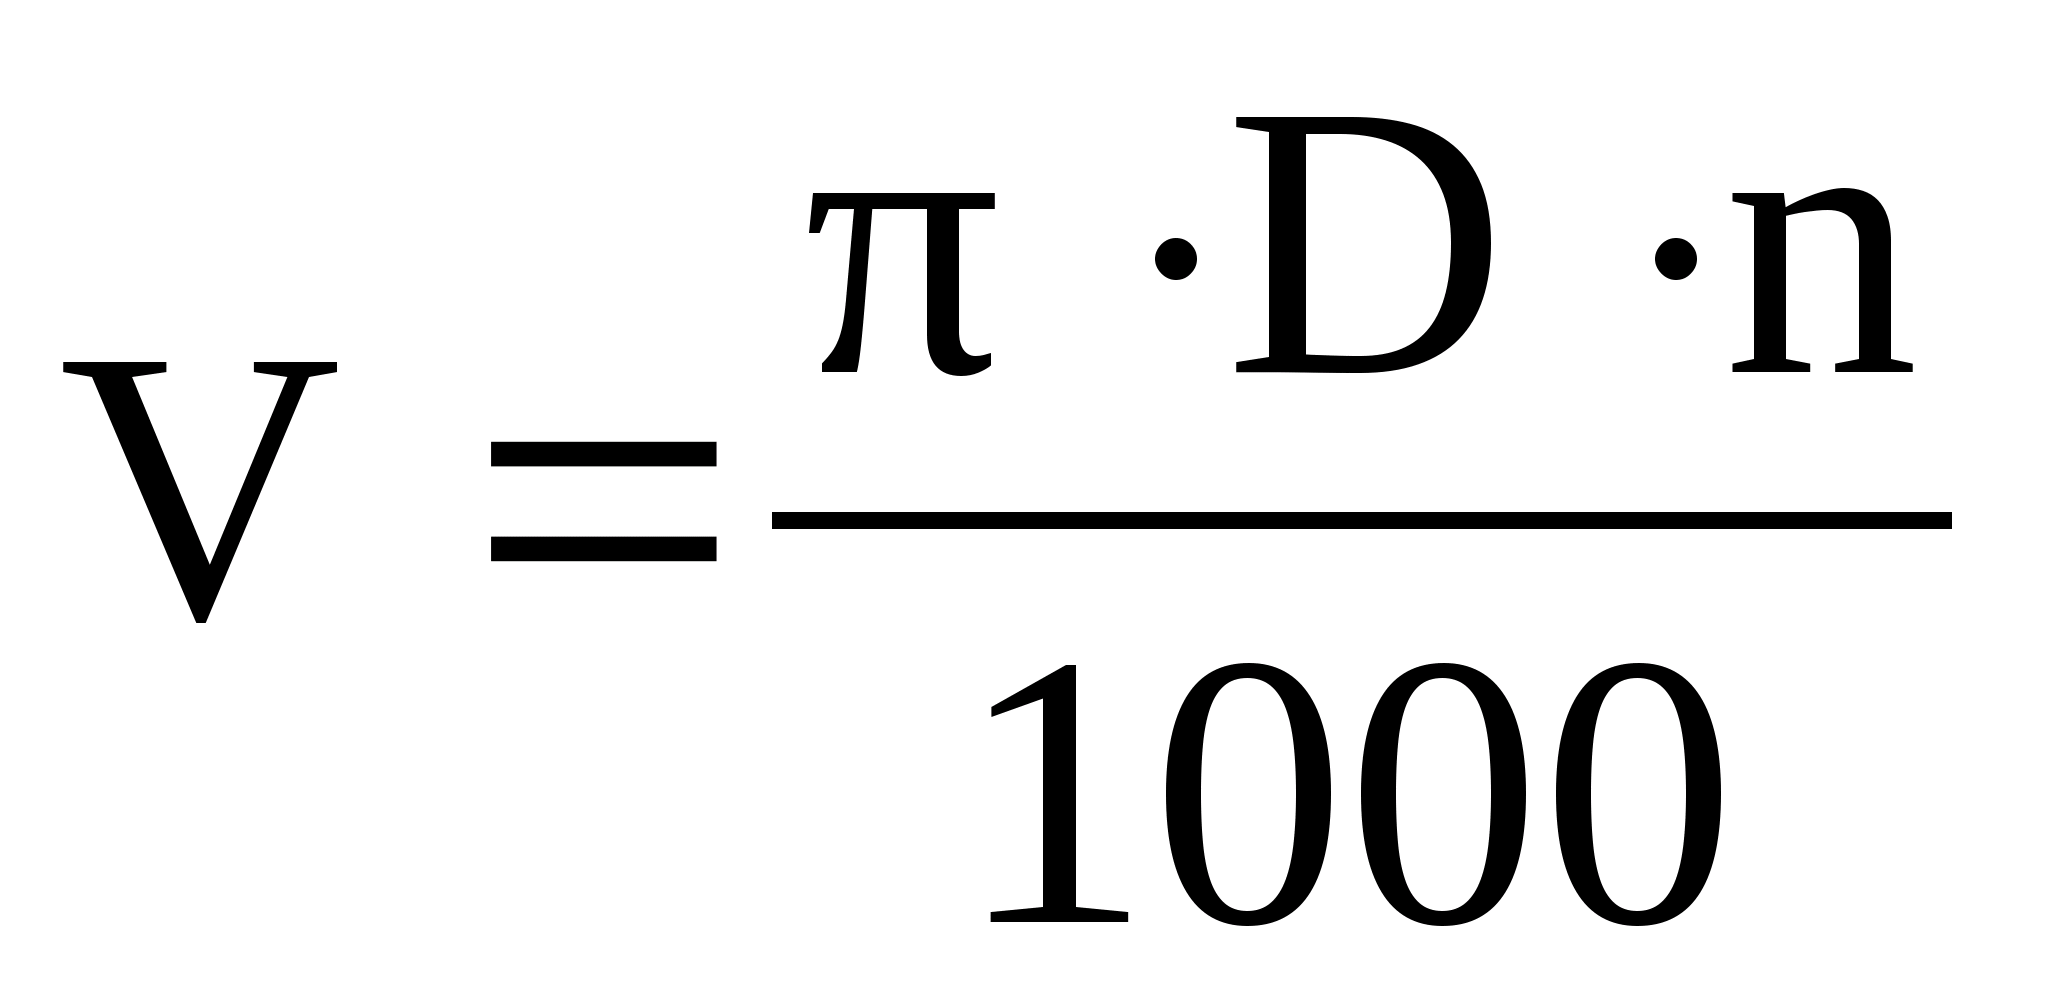 V = π · D · n / 1000